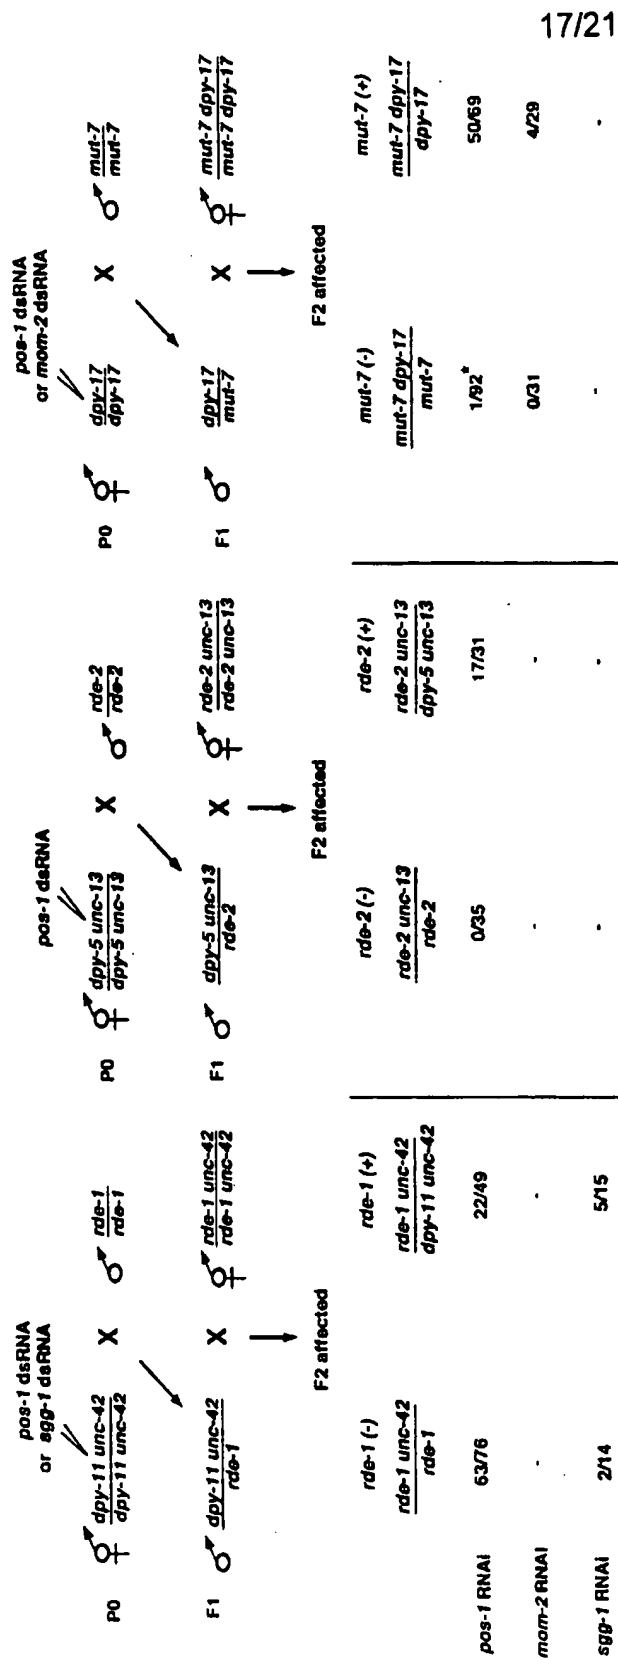 17/21
pos-1 dsRNA
or sgg-1 dsRNA
P0
dpy-11 unc-42
dpy-11 unc-42
X
rde-1
rde-1
F1
dpy-11 unc-42
rde-1
X
rde-1 unc-42
rde-1 unc-42
F2 affected
rde-1 (-)
rde-1 unc-42
rde-1
rde-1 (+)
rde-1 unc-42
dpy-11 unc-42
pos-1 dsRNA
P0
dpy-5 unc-13
dpy-5 unc-13
X
rde-2
rde-2
F1
dpy-5 unc-13
rde-2
X
rde-2 unc-13
rde-2 unc-13
F2 affected
rde-2 (-)
rde-2 unc-13
rde-2
rde-2 (+)
rde-2 unc-13
dpy-5 unc-13
pos-1 dsRNA
or mom-2 dsRNA
P0
dpy-17
dpy-17
X
mut-7
mut-7
F1
dpy-17
mut-7
X
mut-7 dpy-17
mut-7 dpy-17
F2 affected
mut-7 (-)
mut-7 dpy-17
mut-7
mut-7 (+)
mut-7 dpy-17
dpy-17
pos-1 RNAi 63/76 22/49 0/35 17/31 1/92* 50/69
mom-2 RNAi - - - - 0/31 4/29
sgg-1 RNAi 2/14 5/15 - - - -